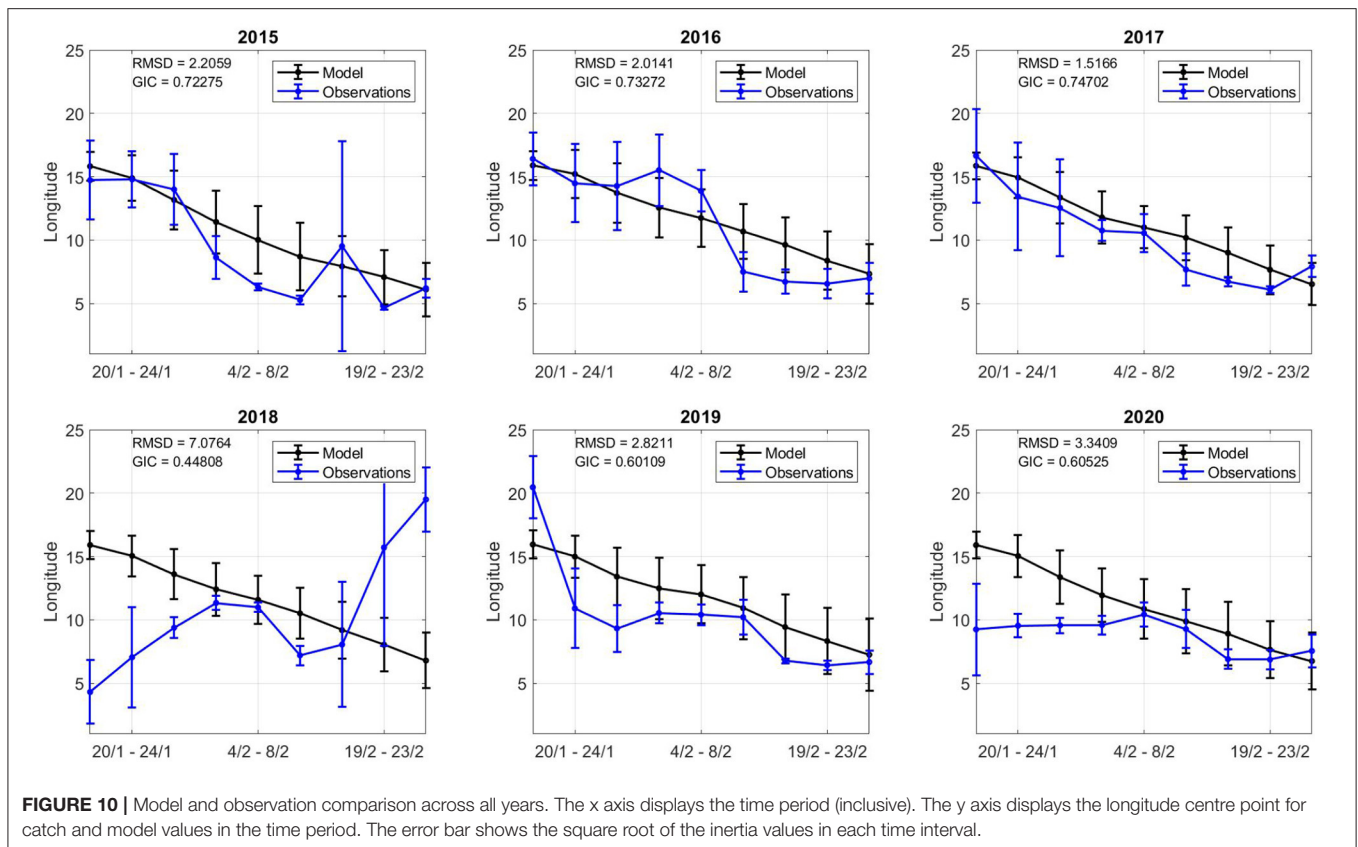 2015
25
20
15
10
5
Longitude
RMSD = 2.2059
GIC = 0.72275
Model
Observations
20/1 - 24/1
4/2 - 8/2
19/2 - 23/2
2016
25
20
15
10
5
Longitude
RMSD = 2.0141
GIC = 0.73272
Model
Observations
20/1 - 24/1
4/2 - 8/2
19/2 - 23/2
2017
25
20
15
10
5
Longitude
RMSD = 1.5166
GIC = 0.74702
Model
Observations
20/1 - 24/1
4/2 - 8/2
19/2 - 23/2
2018
25
20
15
10
5
Longitude
RMSD = 7.0764
GIC = 0.44808
Model
Observations
20/1 - 24/1
4/2 - 8/2
19/2 - 23/2
2019
25
20
15
10
5
Longitude
RMSD = 2.8211
GIC = 0.60109
Model
Observations
20/1 - 24/1
4/2 - 8/2
19/2 - 23/2
2020
25
20
15
10
5
Longitude
RMSD = 3.3409
GIC = 0.60525
Model
Observations
20/1 - 24/1
4/2 - 8/2
19/2 - 23/2
FIGURE 10 | Model and observation comparison across all years. The x axis displays the time period (inclusive). The y axis displays the longitude centre point for
catch and model values in the time period. The error bar shows the square root of the inertia values in each time interval.